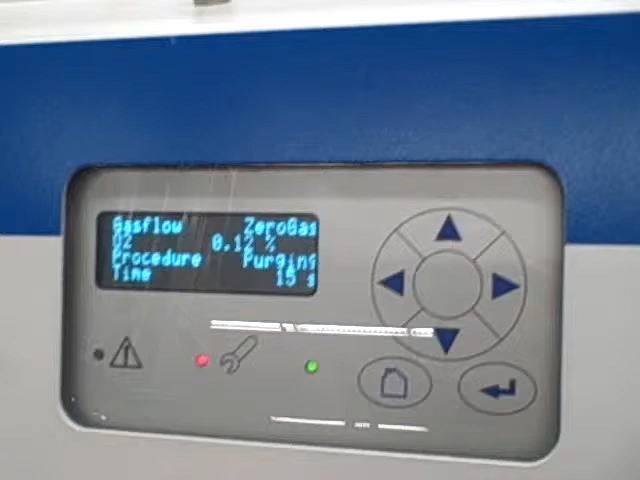 Gasflow ZeroGas
O2 0.12 %
Procedure Purging
Time 15 s